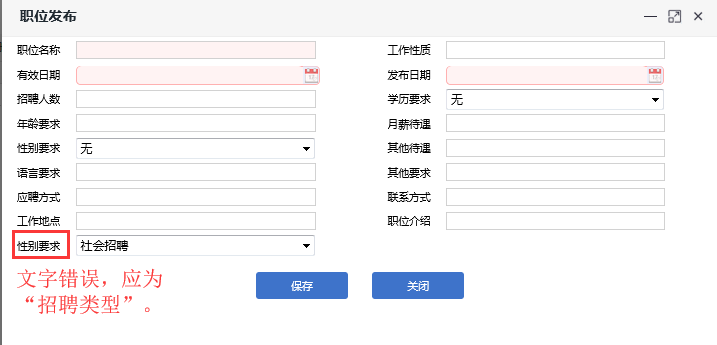 职位发布
职位名称 工作性质
有效日期 发布日期
招聘人数 学历要求 无
年龄要求 月薪待遇
性别要求 无 其他待遇
语言要求 其他要求
应聘方式 联系方式
工作地点 职位介绍
性别要求 社会招聘
文字错误，应为
“招聘类型”。
保存 关闭